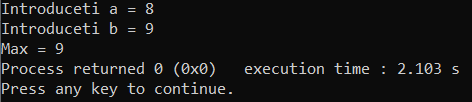 Introduceti a = 8
Introduceti b = 9
Max = 9
Process returned 0 (0x0)   execution time : 2.103 s
Press any key to continue.